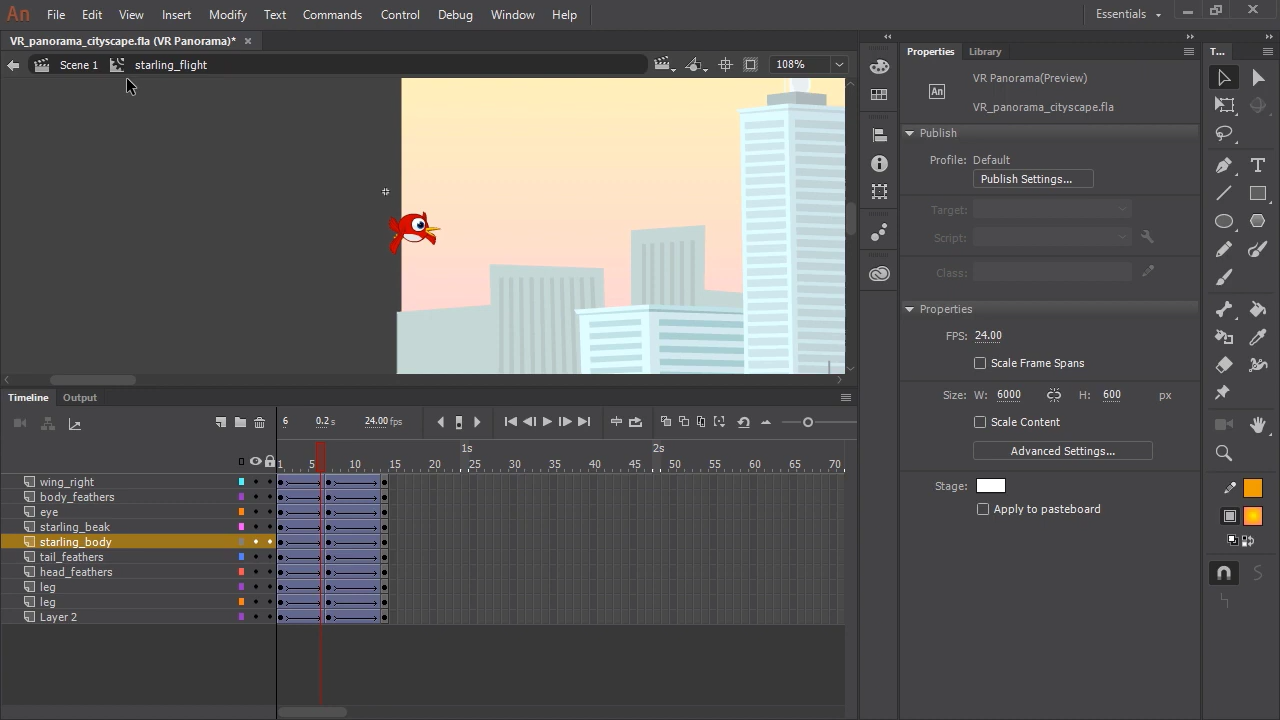 An File Edit View Insert Modify Text Commands Control Debug Window Help Essentials
VR_panorama_cityscape.fla (VR Panorama)* ×
Scene 1 starling_flight 108%
Properties Library T...
An VR Panorama(Preview)
VR_panorama_cityscape.fla
Publish
Profile: Default
Publish Settings...
Target:
Script:
Class:
Properties
FPS: 24.00
Scale Frame Spans
Size: W: 6000 H: 600 px
Scale Content
Advanced Settings...
Stage:
Apply to pasteboard
Timeline Output
6 0.2 s 24.00 fps
1s 2s
1 5 10 15 20 25 30 35 40 45 50 55 60 65 70
wing_right
body_feathers
eye
starling_beak
starling_body
tail_feathers
head_feathers
leg
leg
Layer 2